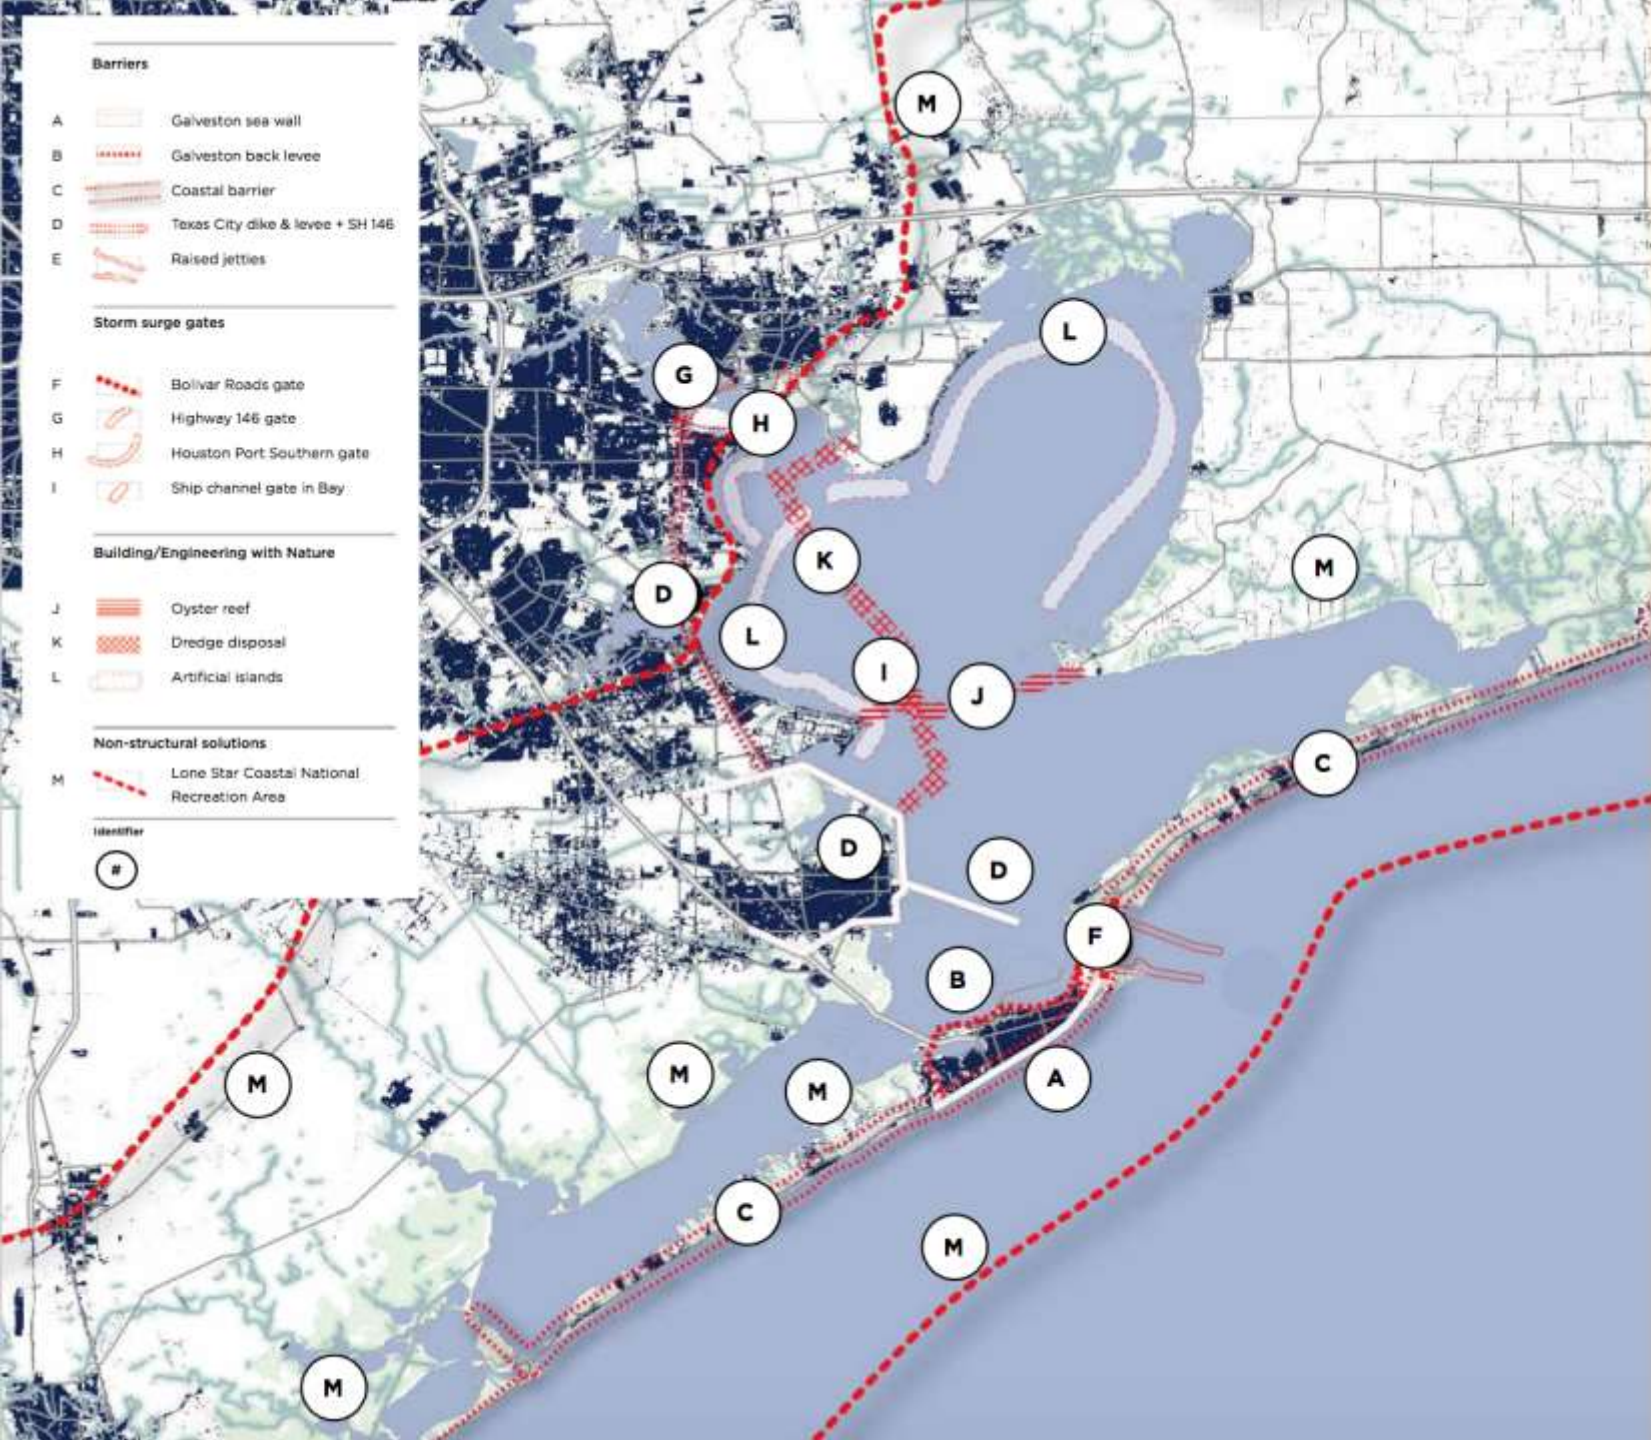 Barriers
A Galveston sea wall
B Galveston back levee
C Coastal barrier
D Texas City dike & levee + SH 146
E Raised jetties
Storm surge gates
F Bolivar Roads gate
G Highway 146 gate
H Houston Port Southern gate
I Ship channel gate in Bay
Building/Engineering with Nature
J Oyster reef
K Dredge disposal
L Artificial islands
Non-structural solutions
M Lone Star Coastal National
Recreation Area
Identifier
#
M
L
G
H
K
M
D
L
I
J
C
D
D
F
B
M
M
M
A
C
M
M